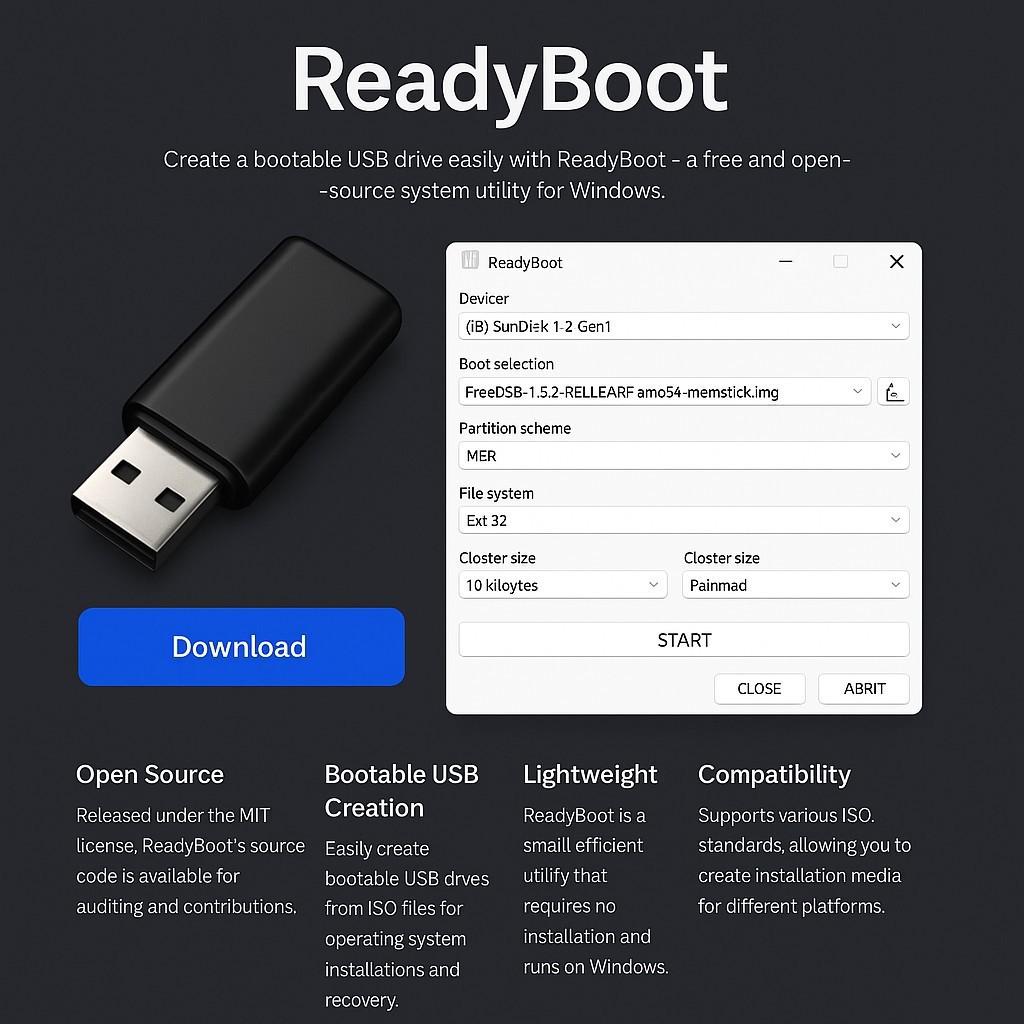 ReadyBoot
Create a bootable USB drive easily with ReadyBoot - a free and open-
-source system utility for Windows.
ReadyBoot
Devicer
(iB) SunDisk 1-2 Gen1
Boot selection
FreeDSB-1.5.2-RELLEARF amo54-memstick.img
Partition scheme
MER
File system
Ext 32
Closter size
Closter size
10 kiloytes
Painmad
START
CLOSE
ABRIT
Download
Open Source
Released under the MIT
license, ReadyBoot's source
code is available for
auditing and contributions.
Bootable USB
Creation
Easily create
bootable USB drves
from ISO files for
operating system
installations and
recovery.
Lightweight
ReadyBoot is a
smaill efficient
utilify that
requires no
installation and
runs on Windows.
Compatibility
Supports various ISO.
standards, allowing you to
create installation media
for different platforms.